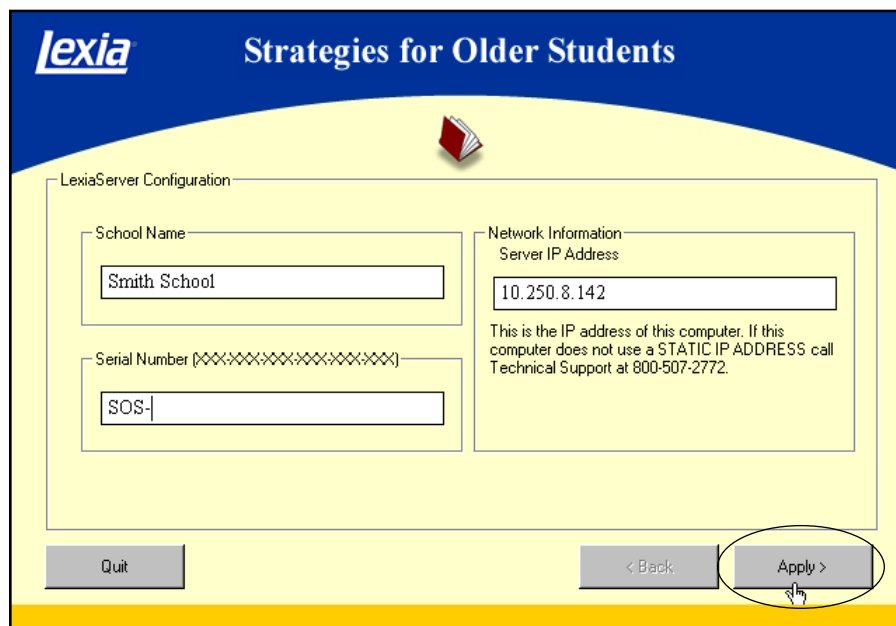 Lexia
Strategies for Older Students
LexiaServer Configuration
School Name
Smith School
Serial Number (XXX-XXX-XXX-XXX-XXX-XXX)
SOS-
Network Information
Server IP Address
10.250.8.142
This is the IP address of this computer. If this
computer does not use a STATIC IP ADDRESS call
Technical Support at 800-507-2772.
Quit
< Back
Apply >